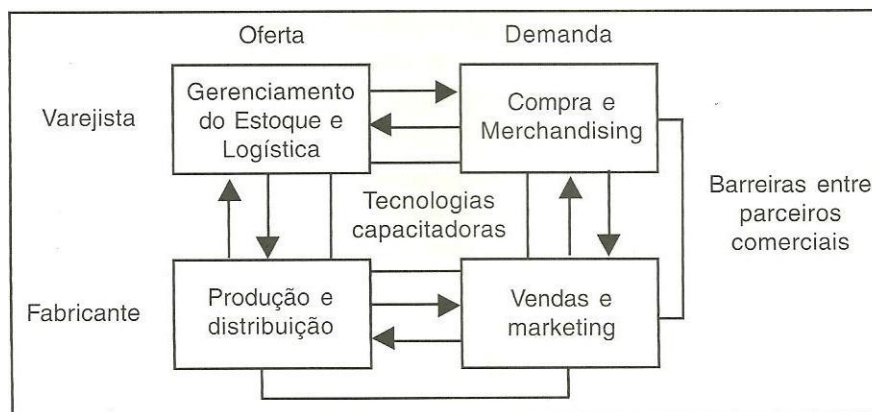 Oferta
Demanda
Varejista
Gerenciamento
do Estoque e
Logística
Compra e
Merchandising
Tecnologias
capacitadoras
Barreiras entre
parceiros
comerciais
Fabricante
Produção e
distribuição
Vendas e
marketing